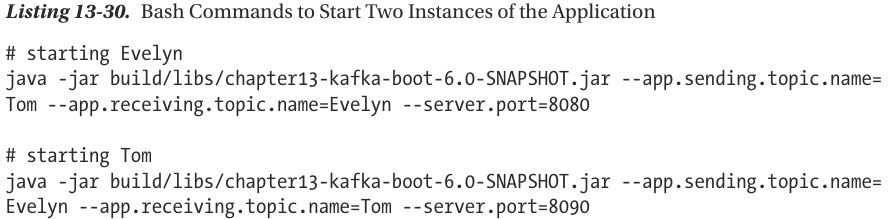 Listing 13-30. Bash Commands to Start Two Instances of the Application
# starting Evelyn
java -jar build/libs/chapter13-kafka-boot-6.0-SNAPSHOT.jar --app.sending.topic.name=
Tom --app.receiving.topic.name=Evelyn --server.port=8080
# starting Tom
java -jar build/libs/chapter13-kafka-boot-6.0-SNAPSHOT.jar --app.sending.topic.name=
Evelyn --app.receiving.topic.name=Tom --server.port=8090